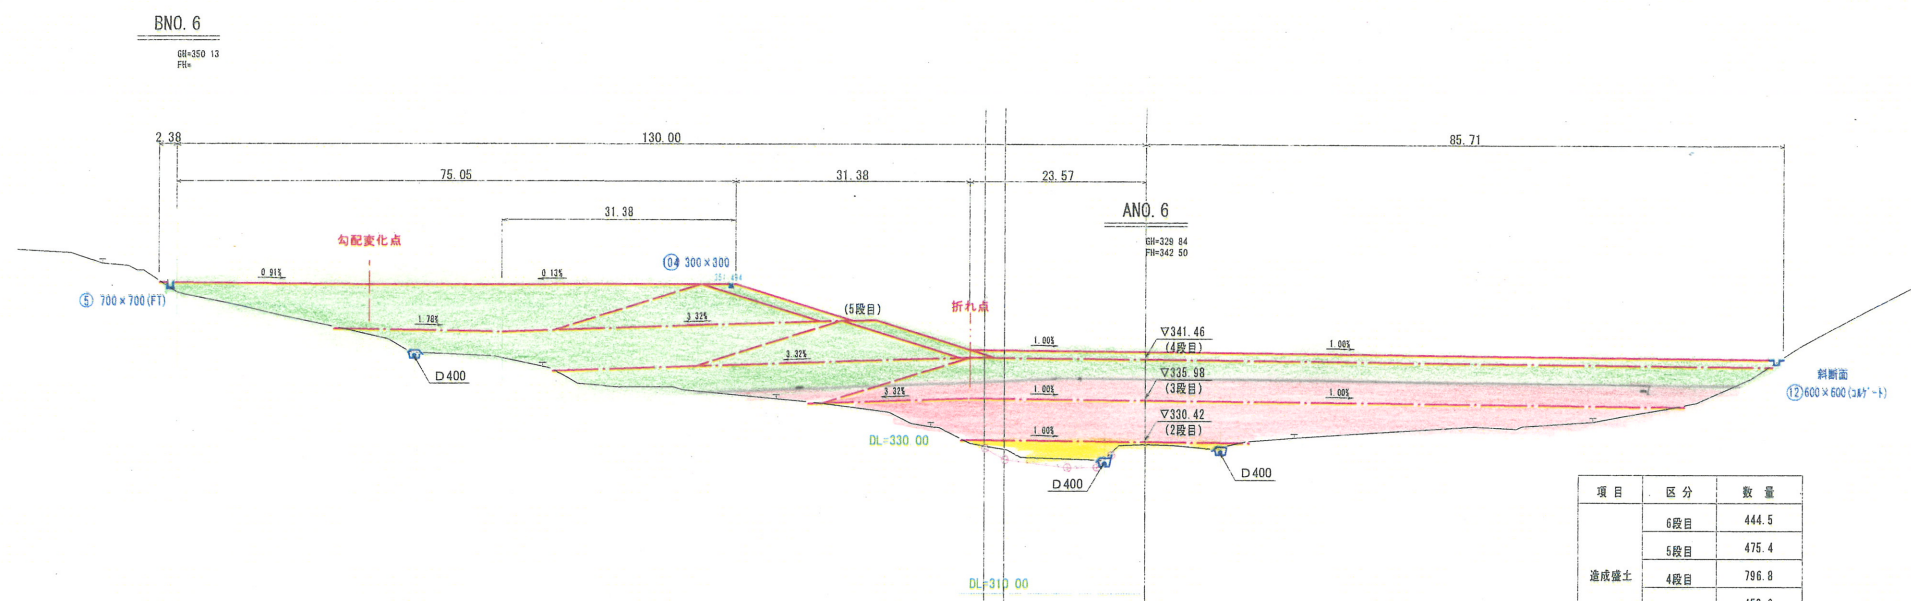 BNO. 6
GH=350 13
FH=
2.38
130.00
85.71
75.05
31.38
23.57
31.38
ANO. 6
GH=329 84
FH=342 50
勾配変化点
104 300×300
0.91%
0.13%
⑤ 700×700(FT)
(5段目)
折れ点
1.78%
3.32%
▽341.46
(4段目)
1.00%
1.00%
3.32%
▽335.98
(3段目)
斜断面
⑫600×600(コルゲート)
D400
3.32%
1.00%
1.00%
▽330.42
(2段目)
1.00%
DL=330 00
D400
D400
DL=310 00
項目 区分 数量
造成盛土
6段目 444.5
5段目 475.4
4段目 796.8